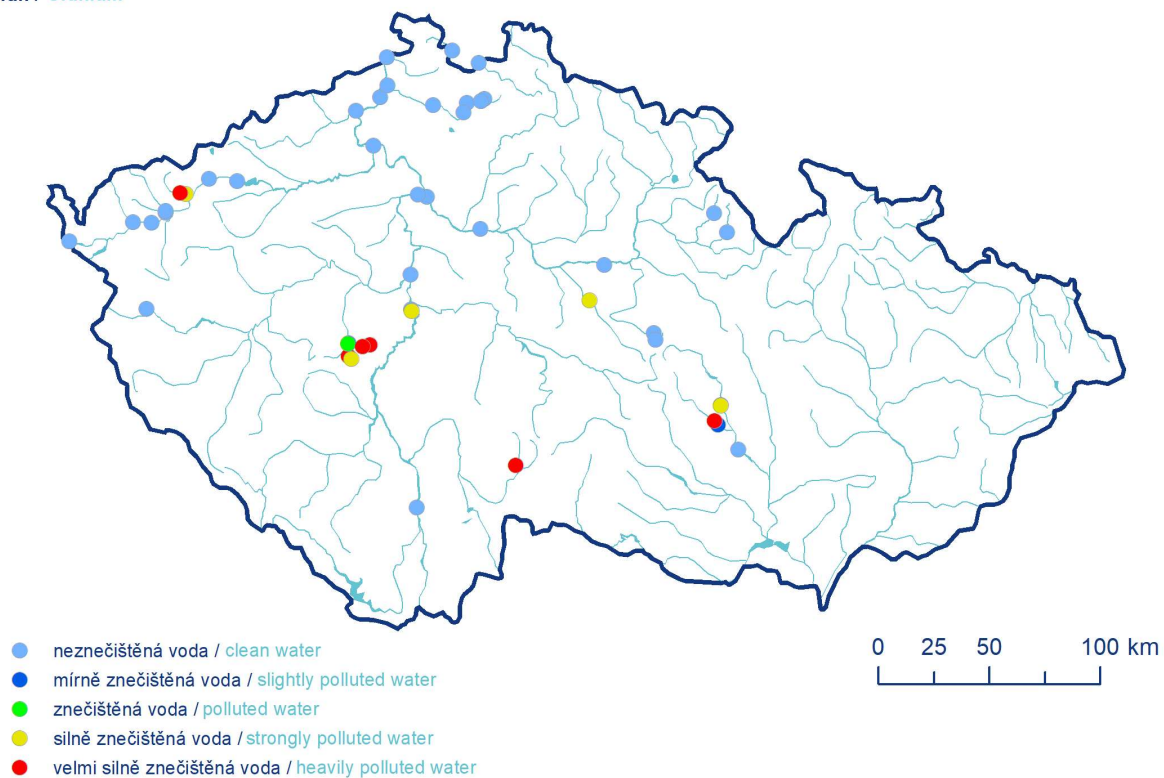 0 25 50 100 km
neznečištěná voda / clean water
mírně znečištěná voda / slightly polluted water
znečištěná voda / polluted water
silně znečištěná voda / strongly polluted water
velmi silně znečištěná voda / heavily polluted water